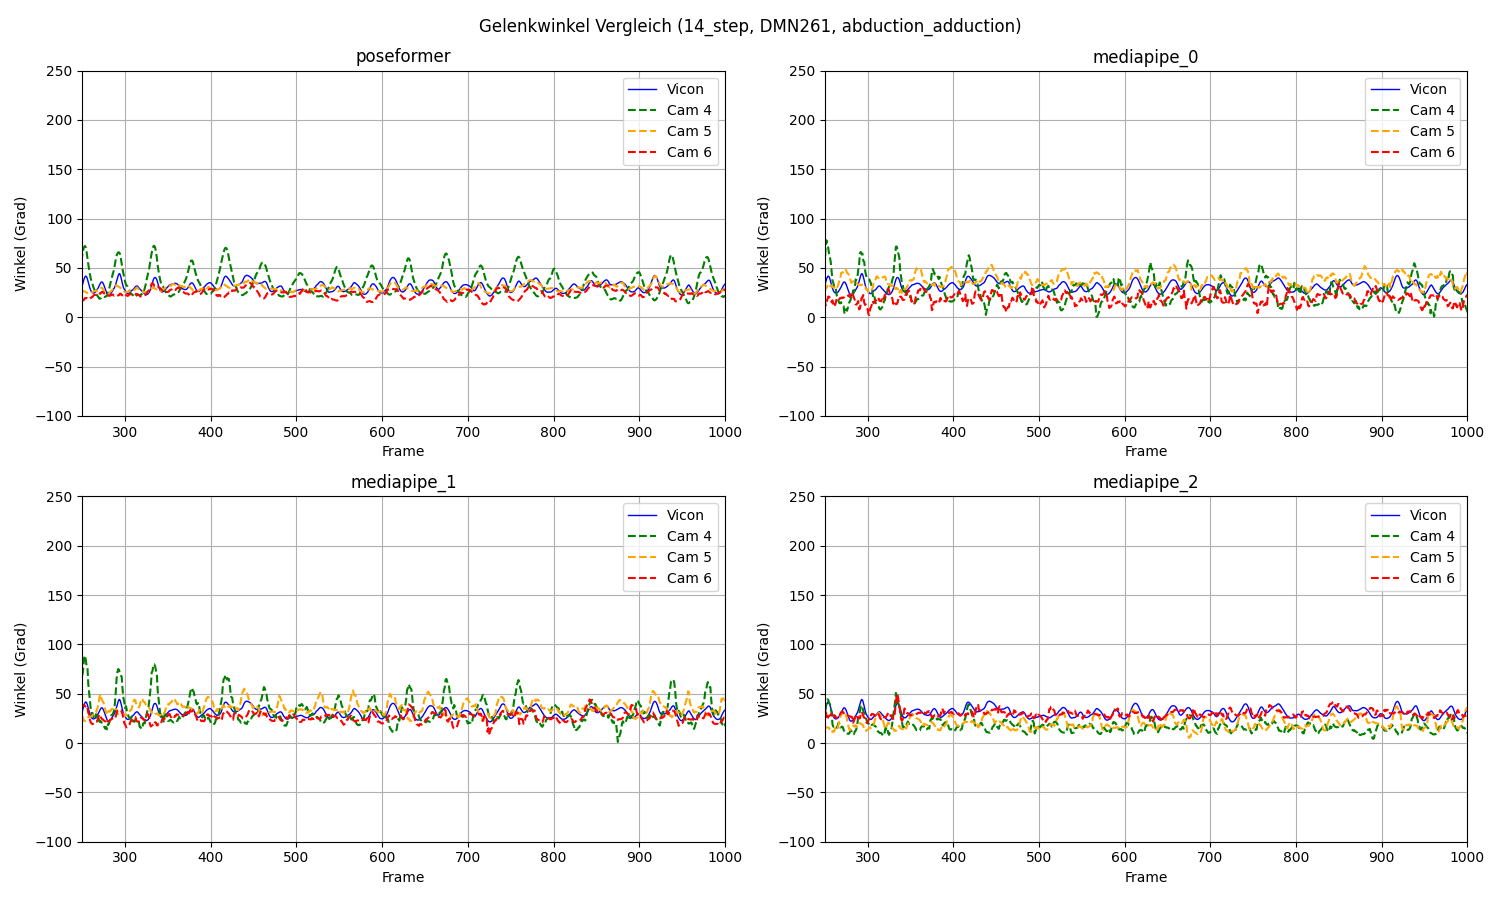 Gelenkwinkel Vergleich (14_step, DMN261, abduction_adduction)
poseformer
250
200
150
100
50
0
−50
−100
Winkel (Grad)
300
400
500
600
700
800
900
1000
Frame
Vicon
Cam 4
Cam 5
Cam 6
mediapipe_0
250
200
150
100
50
0
−50
−100
Winkel (Grad)
300
400
500
600
700
800
900
1000
Frame
Vicon
Cam 4
Cam 5
Cam 6
mediapipe_1
250
200
150
100
50
0
−50
−100
Winkel (Grad)
300
400
500
600
700
800
900
1000
Frame
Vicon
Cam 4
Cam 5
Cam 6
mediapipe_2
250
200
150
100
50
0
−50
−100
Winkel (Grad)
300
400
500
600
700
800
900
1000
Frame
Vicon
Cam 4
Cam 5
Cam 6